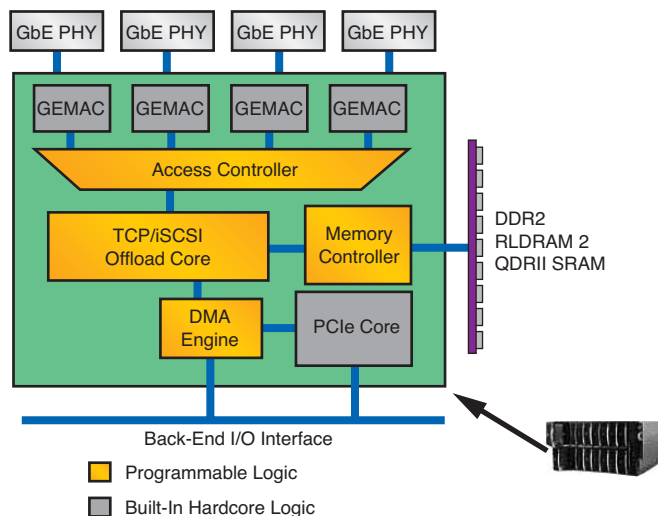 GbE PHY GbE PHY GbE PHY GbE PHY
GEMAC GEMAC GEMAC GEMAC
Access Controller
TCP/iSCSI
Offload Core
Memory
Controller
DDR2
RLDRAM 2
QDRII SRAM
DMA
Engine
PCIe Core
Back-End I/O Interface
Programmable Logic
Built-In Hardcore Logic